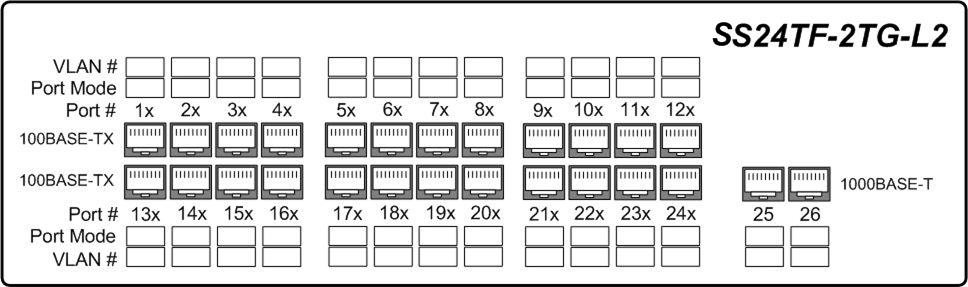 SS24TF-2TG-L2
VLAN #
Port Mode
Port # 1x 2x 3x 4x 5x 6x 7x 8x 9x 10x 11x 12x
100BASE-TX
100BASE-TX 1000BASE-T
Port # 13x 14x 15x 16x 17x 18x 19x 20x 21x 22x 23x 24x 25 26
Port Mode
VLAN #